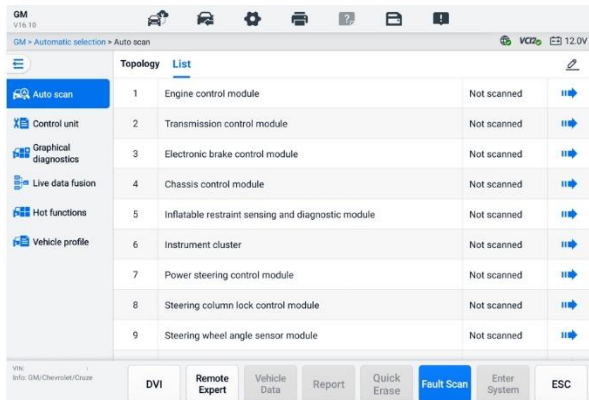 GM
V16.10
GM > Automatic selection > Auto scan
VCI2 12.0V
Topology List
Auto scan
Control unit
Graphical
diagnostics
Live data fusion
Hot functions
Vehicle profile
1 Engine control module Not scanned
2 Transmission control module Not scanned
3 Electronic brake control module Not scanned
4 Chassis control module Not scanned
5 Inflatable restraint sensing and diagnostic module Not scanned
6 Instrument cluster Not scanned
7 Power steering control module Not scanned
8 Steering column lock control module Not scanned
9 Steering wheel angle sensor module Not scanned
VIN:
Info: GM/Chevrolet/Cruze
DVI
Remote
Expert
Vehicle
Data
Report
Quick
Erase
Fault Scan
Enter
System
ESC